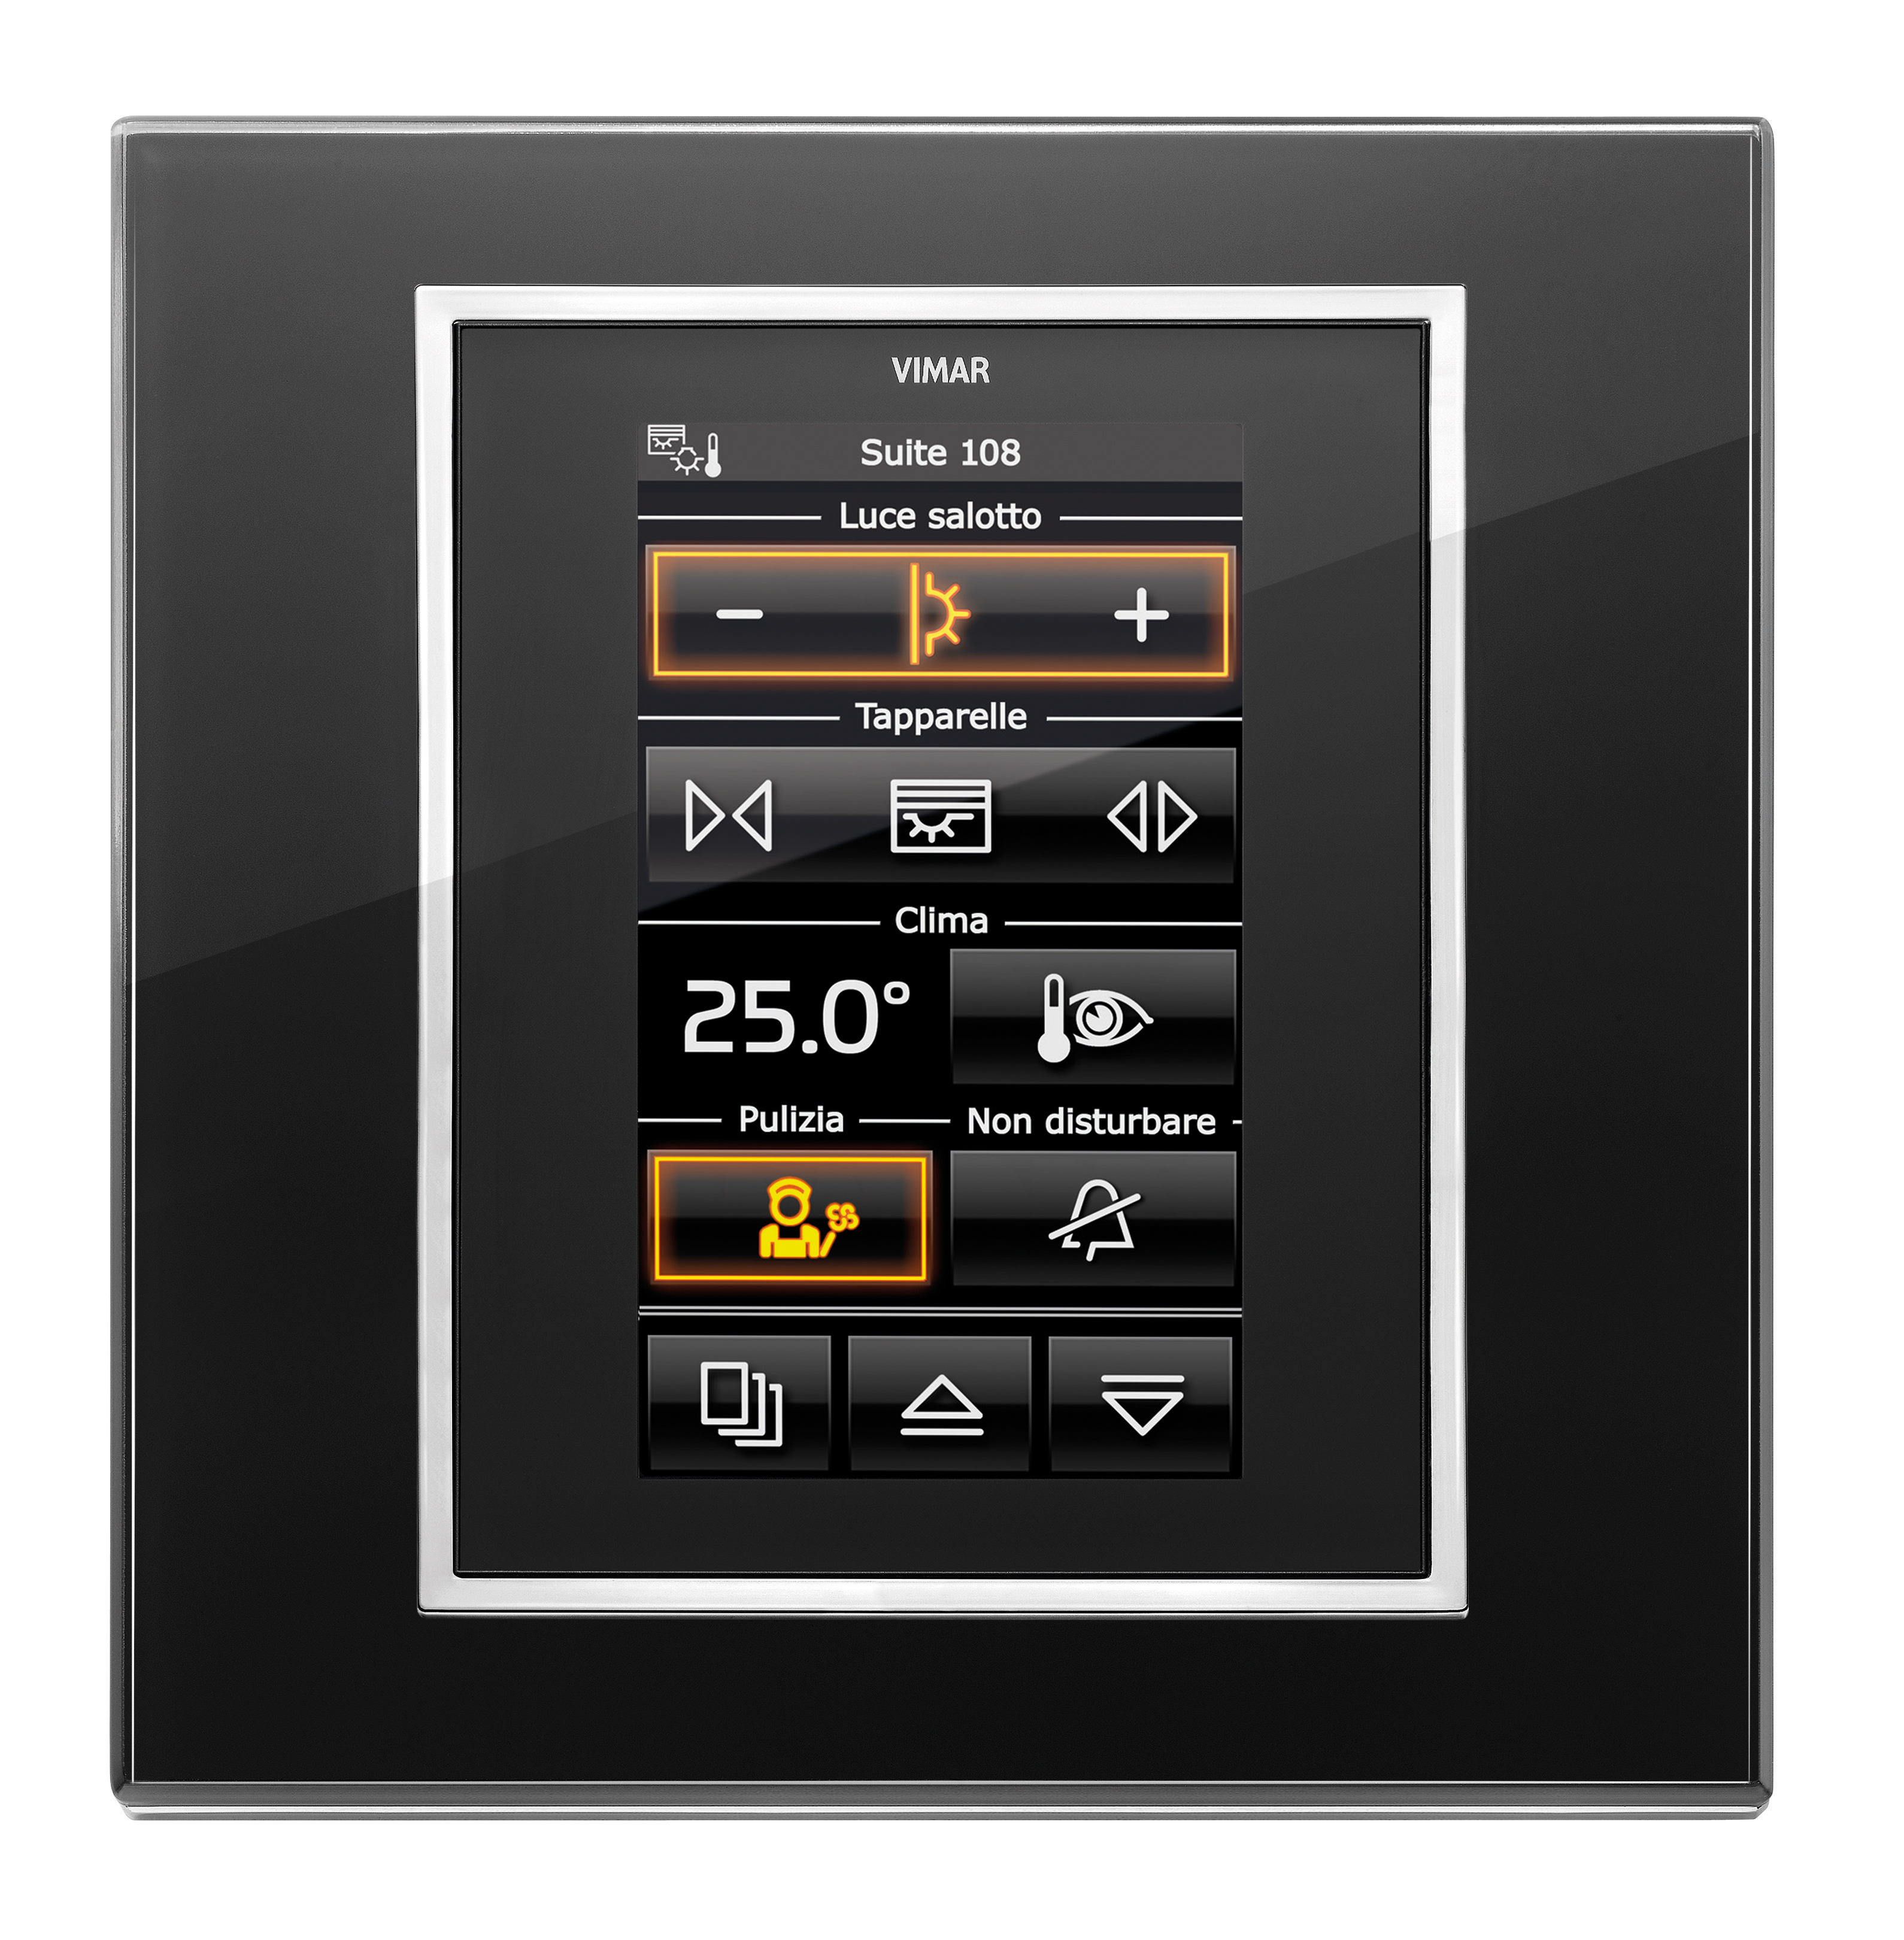 VIMAR
Suite 108
Luce salotto
Tapparelle
Clima
25.0°
Pulizia
Non disturbare